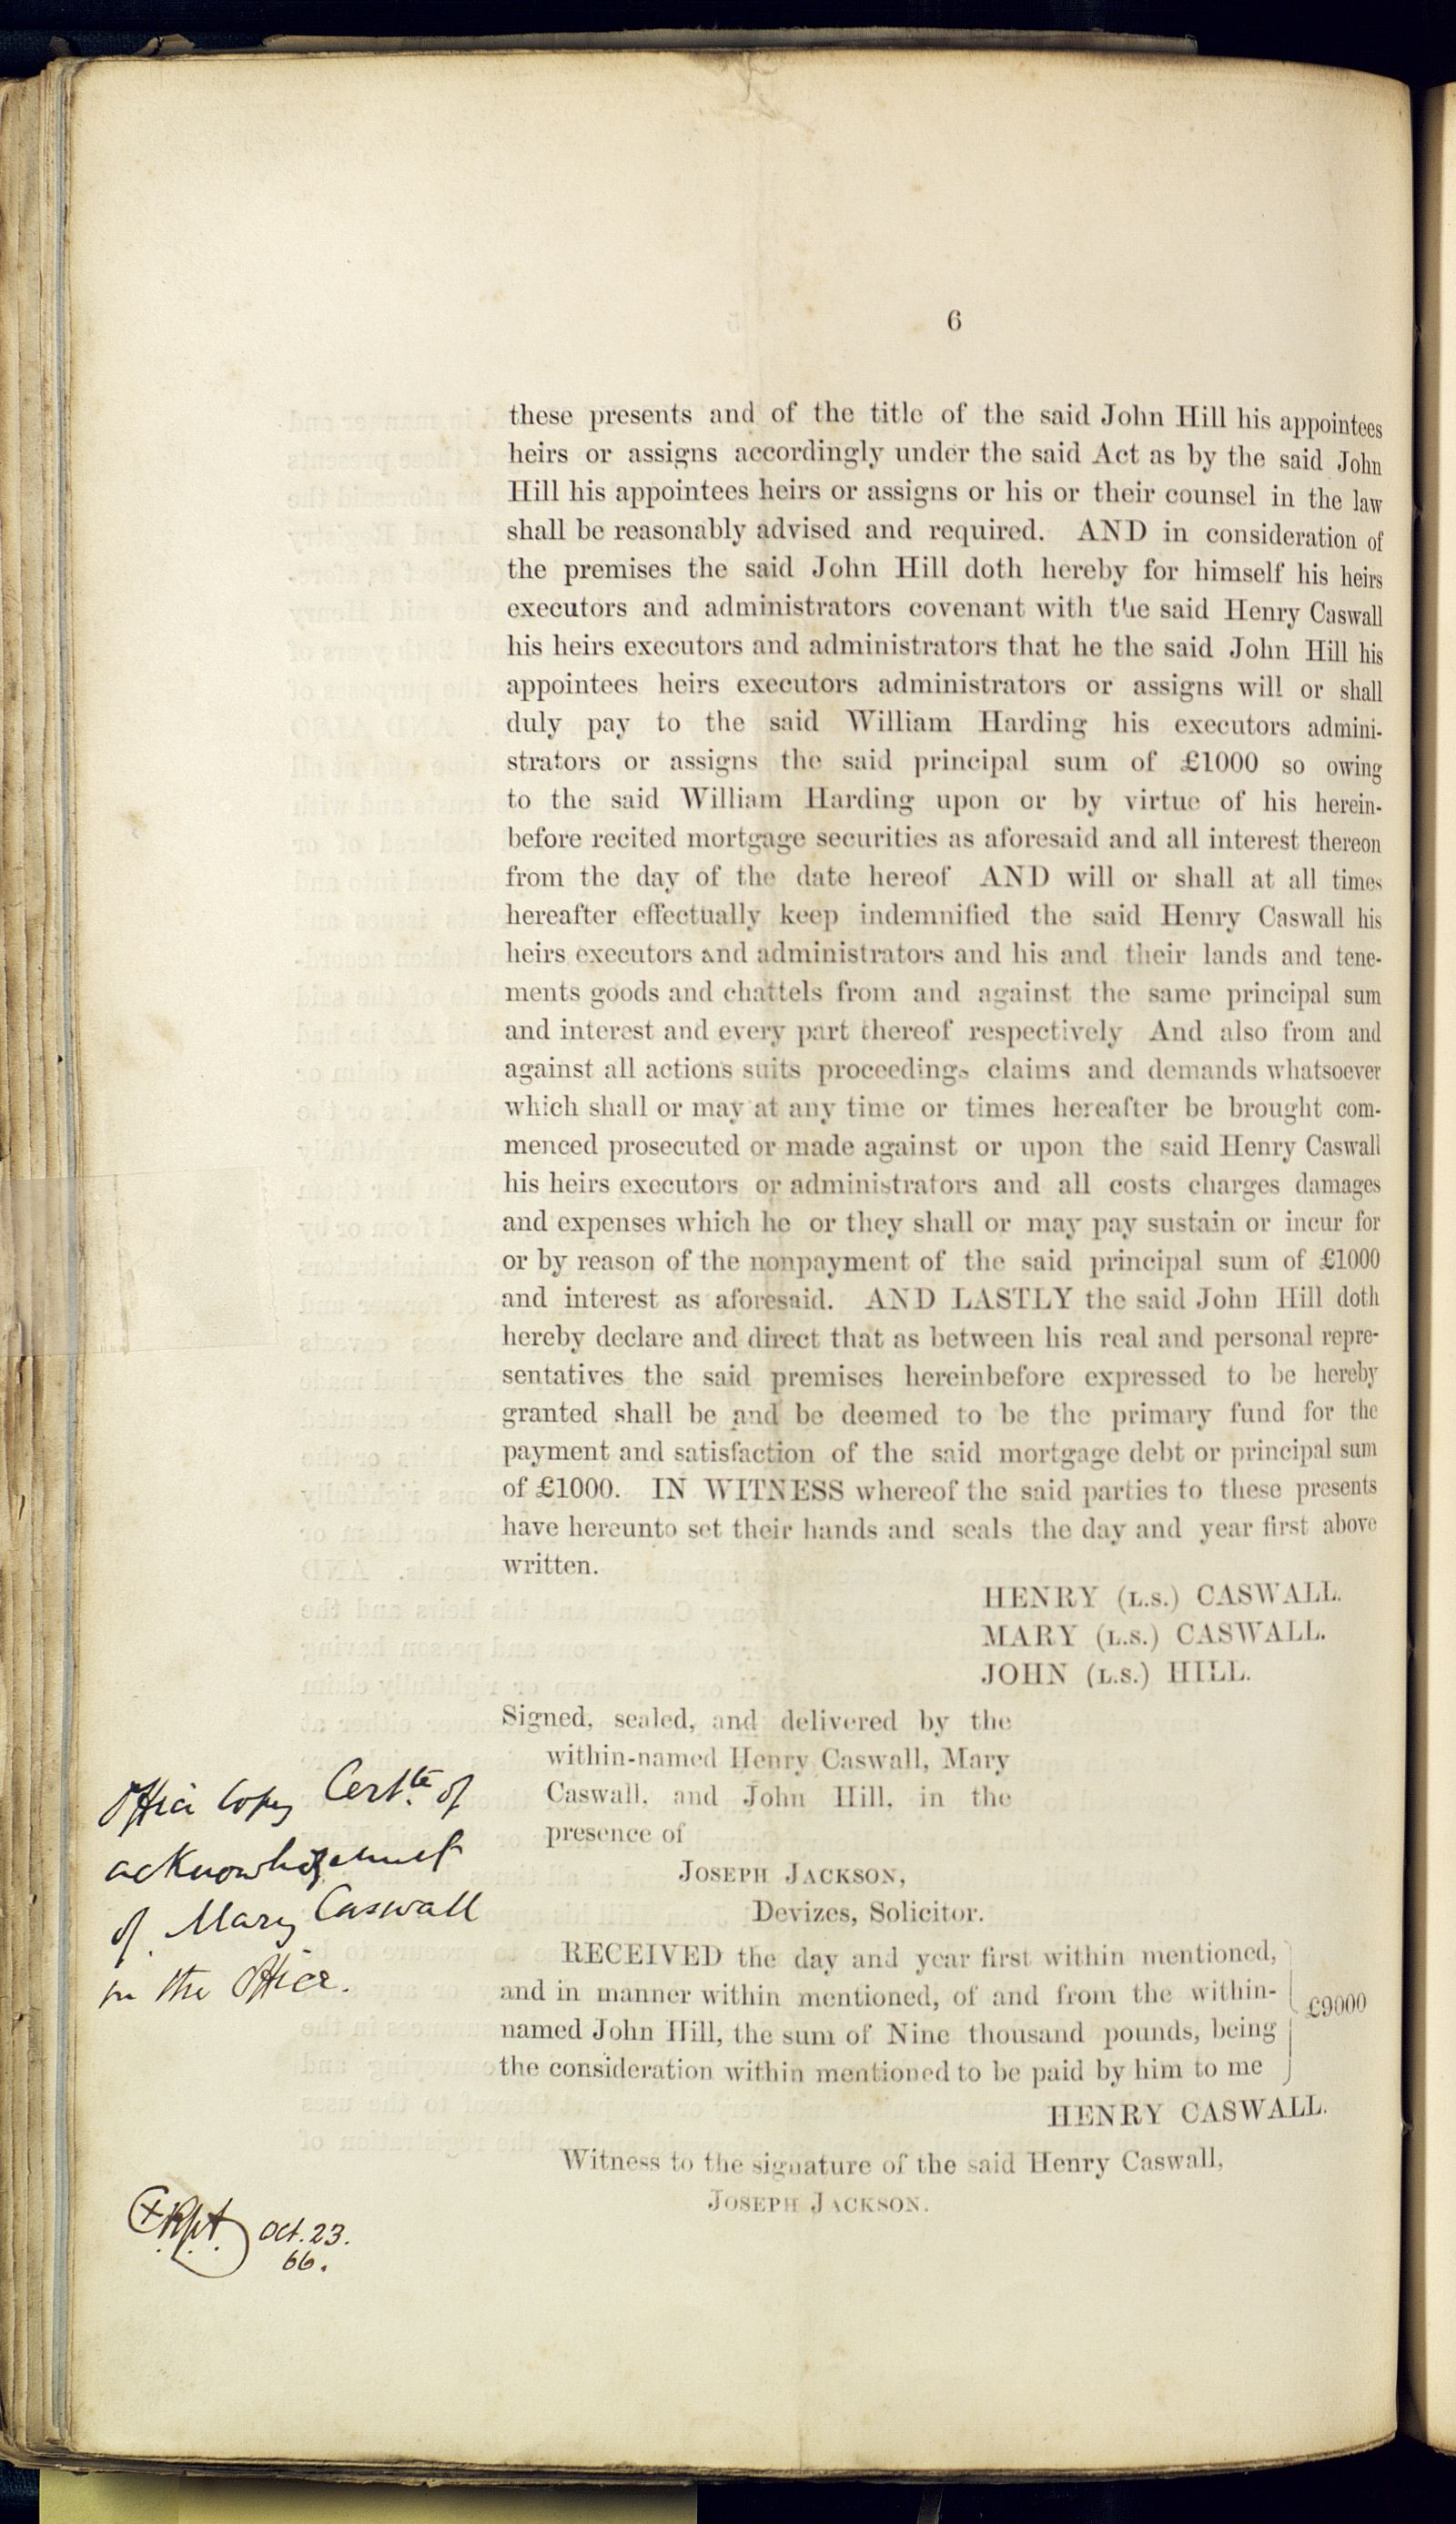 6
these presents and of the title of the said John Hill his appointees
heirs or assigns accordingly under the said Act as by the said John
Hill his appointees heirs or assigns or his or their counsel in the law
shall be reasonably advised and required. AND in consideration of
the premises the said John Hill doth hereby for himself his heirs
executors and administrators covenant with the said Henry Caswall
his heirs executors and administrators that he the said John Hill his
appointees heirs executors administrators or assigns will or shall
duly pay to the said William Harding his executors admini-
strators or assigns the said principal sum of £1000 so owing
to the said William Harding upon or by virtue of his herein-
before recited mortgage securities as aforesaid and all interest thereon
from the day of the date hereof AND will or shall at all times
hereafter effectually keep indemnified the said Henry Caswall his
heirs executors and administrators and his and their lands and tene-
ments goods and chattels from and against the same principal sum
and interest and every part thereof respectively And also from and
against all actions suits proceedings claims and demands whatsoever
which shall or may at any time or times hereafter be brought com-
menced prosecuted or made against or upon the said Henry Caswall
his heirs executors or administrators and all costs charges damages
and expenses which he or they shall or may pay sustain or incur for
or by reason of the nonpayment of the said principal sum of £1000
and interest as aforesaid. AND LASTLY the said John Hill doth
hereby declare and direct that as between his real and personal repre-
sentatives the said premises hereinbefore expressed to be hereby
granted shall be and be deemed to be the primary fund for the
payment and satisfaction of the said mortgage debt or principal sum
of £1000. IN WITNESS whereof the said parties to these presents
have hereunto set their hands and seals the day and year first above
written.
HENRY (L.S.) CASWALL.
MARY (L.S.) CASWALL.
JOHN (L.S.) HILL.
Signed, sealed, and delivered by the
within-named Henry Caswall, Mary
Caswall, and John Hill, in the
presence of
JOSEPH JACKSON,
Devizes, Solicitor.
Office Copy Certte. of
acknowledgement
of Mary Caswall
in the Office.
RECEIVED the day and year first within mentioned,
and in manner within mentioned, of and from the within-
named John Hill, the sum of Nine thousand pounds, being
the consideration within mentioned to be paid by him to me
£9000
HENRY CASWALL.
Witness to the signature of the said Henry Caswall,
JOSEPH JACKSON.
Oct. 23.
66.